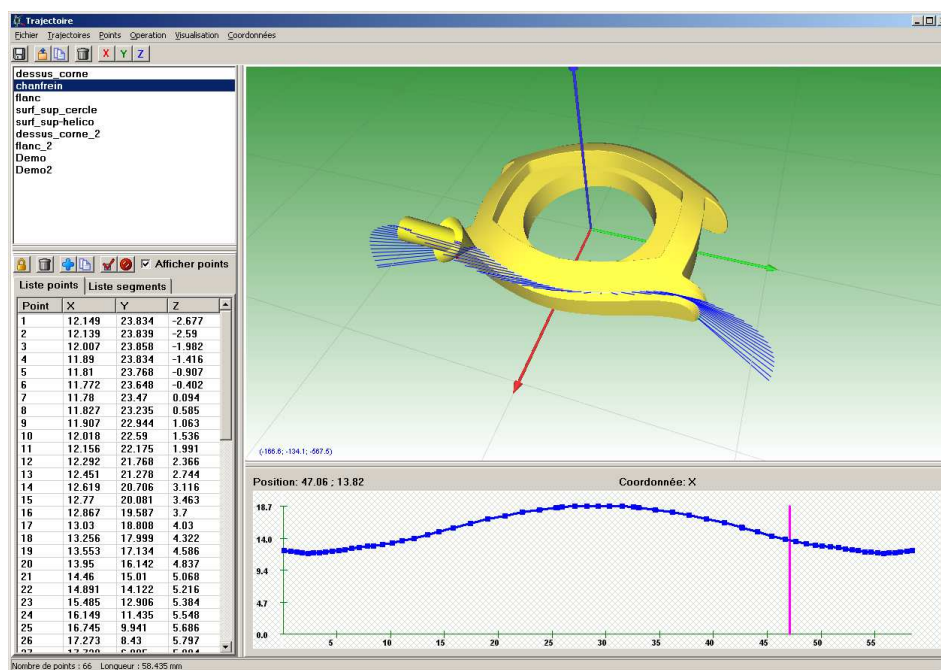 Trajectoire
Fichier Trajectoires Points Operation Visualisation Coordonnées
X Y Z
dessus_corne
chanfrein
flanc
surf_sup_cercle
surf_sup-helico
dessus_corne_2
flanc_2
Demo
Demo2
Afficher points
Liste points Liste segments
Point X Y Z
1 12.149 23.834 -2.677
2 12.139 23.839 -2.59
3 12.007 23.858 -1.982
4 11.89 23.834 -1.416
5 11.81 23.768 -0.907
6 11.772 23.648 -0.402
7 11.78 23.47 0.094
8 11.827 23.235 0.585
9 11.907 22.944 1.063
10 12.018 22.59 1.536
11 12.156 22.175 1.991
12 12.292 21.768 2.366
13 12.451 21.278 2.744
14 12.619 20.706 3.116
15 12.77 20.081 3.463
16 12.867 19.587 3.7
17 13.03 18.808 4.03
18 13.256 17.999 4.322
19 13.553 17.134 4.586
20 13.95 16.142 4.837
21 14.46 15.01 5.068
22 14.891 14.122 5.216
23 15.485 12.906 5.384
24 16.149 11.435 5.548
25 16.745 9.941 5.686
26 17.273 8.43 5.797
(-166.6; -134.1; -567.5)
Position: 47.06 ; 13.82 Coordonnée: X
18.7
14.0
9.4
4.7
0.0
5 10 15 20 25 30 35 40 45 50 55
Nombre de points : 66 Longueur : 58.435 mm